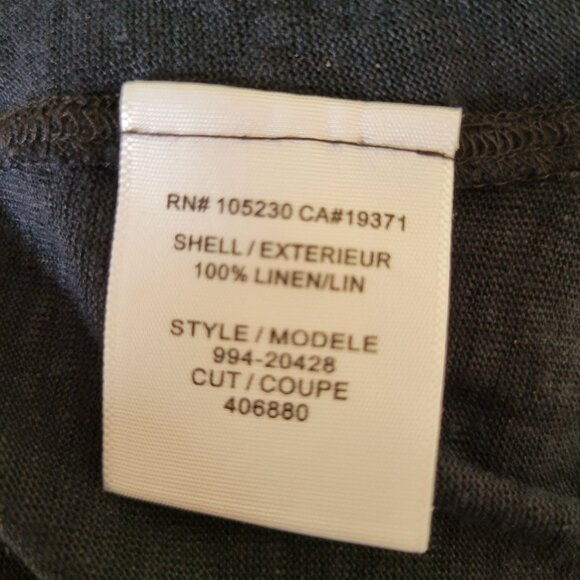 RN# 105230 CA#19371
SHELL / EXTERIEUR
100% LINEN/LIN
STYLE / MODELE
994-20428
CUT / COUPE
406880